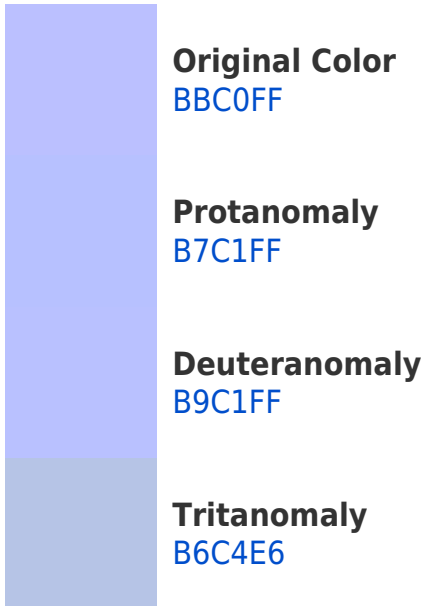 Original Color
BBC0FF
Protanomaly
B7C1FF
Deuteranomaly
B9C1FF
Tritanomaly
B6C4E6